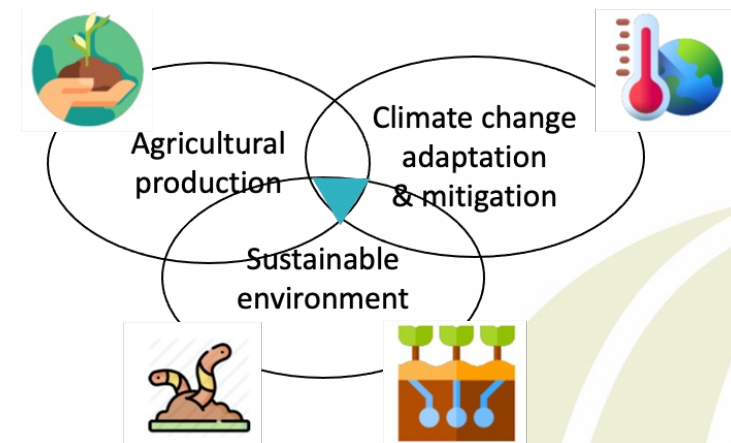 Agricultural
production
Climate change
adaptation
& mitigation
Sustainable
environment